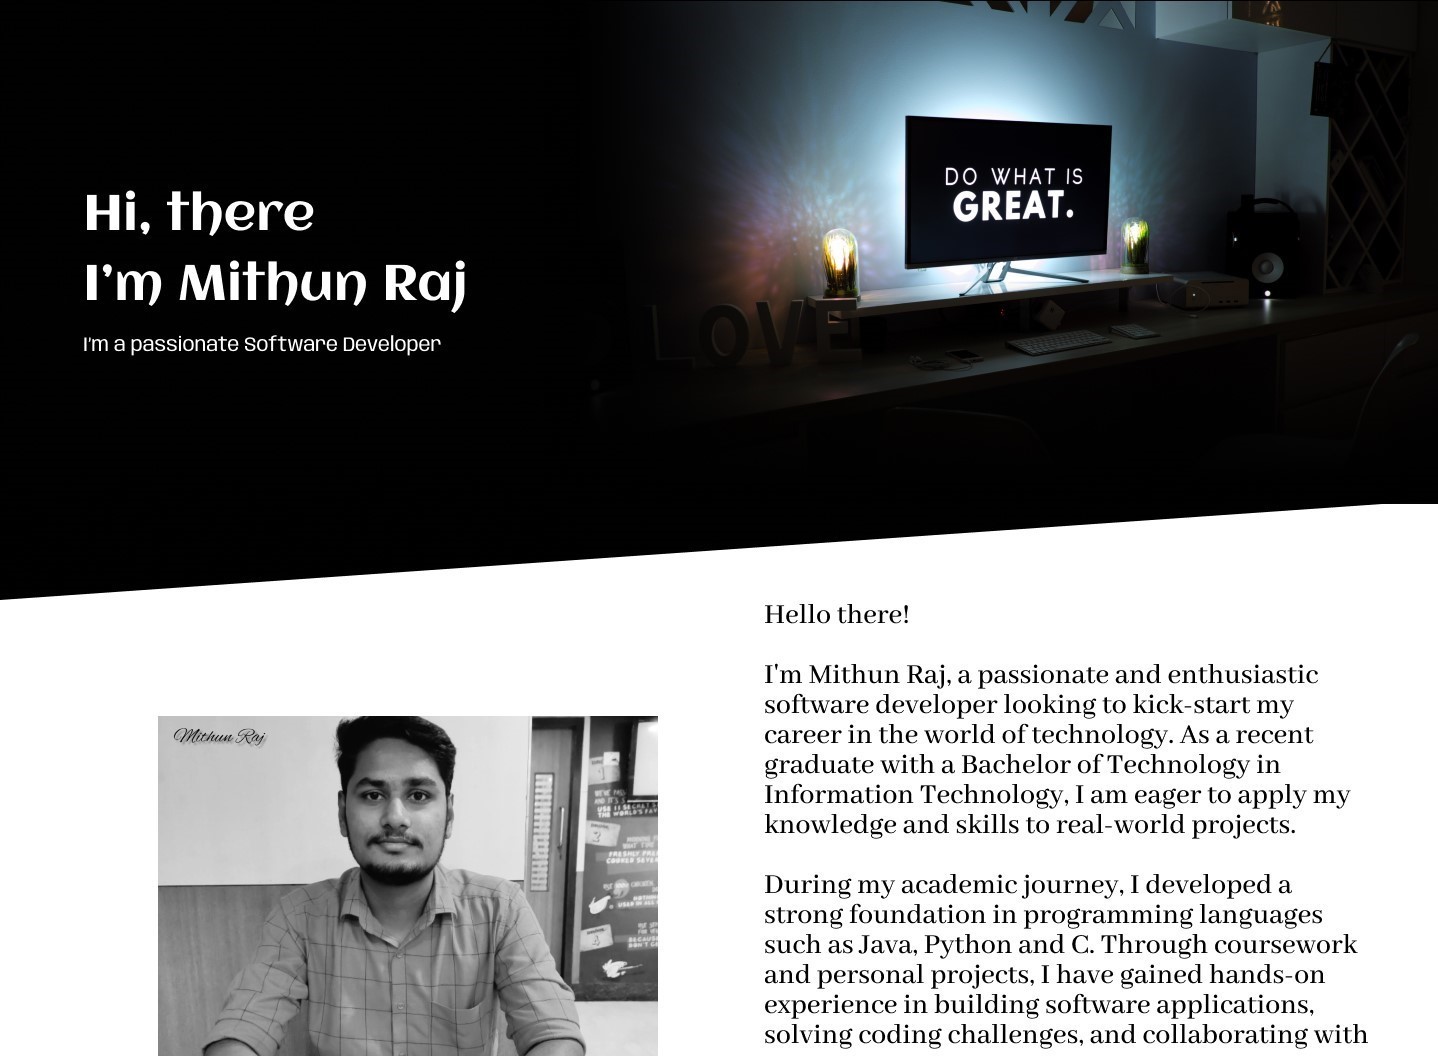 DO WHAT IS
GREAT.
Hi, there
I’m Mithun Raj
I'm a passionate Software Developer
LOVE
Hello there!
I'm Mithun Raj, a passionate and enthusiastic
software developer looking to kick-start my
career in the world of technology. As a recent
graduate with a Bachelor of Technology in
Information Technology, I am eager to apply my
knowledge and skills to real-world projects.
During my academic journey, I developed a
strong foundation in programming languages
such as Java, Python and C. Through coursework
and personal projects, I have gained hands-on
experience in building software applications,
solving coding challenges, and collaborating with
Mithun Raj
FRESHLY